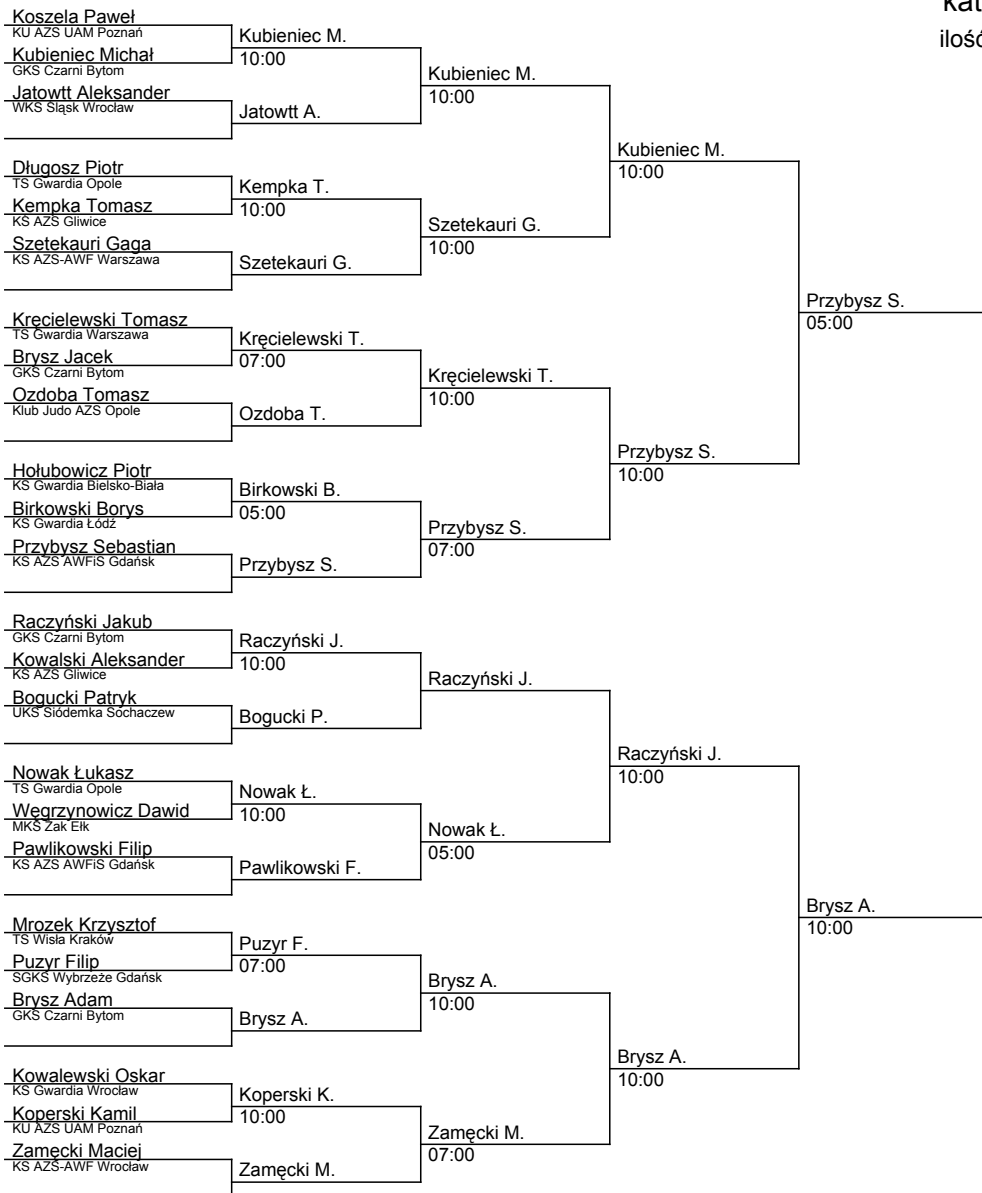 kat
ilość
Koszela Paweł
KU AZS UAM Poznań
Kubieniec Michał
GKS Czarni Bytom
Jatowtt Aleksander
WKS Śląsk Wrocław
Długosz Piotr
TS Gwardia Opole
Kempka Tomasz
KS AZS Gliwice
Szetekauri Gaga
KS AZS-AWF Warszawa
Kręcielewski Tomasz
TS Gwardia Warszawa
Brysz Jacek
GKS Czarni Bytom
Ozdoba Tomasz
Klub Judo AZS Opole
Hołubowicz Piotr
KS Gwardia Bielsko-Biała
Birkowski Borys
KS Gwardia Łódź
Przybysz Sebastian
KS AZS AWFiS Gdańsk
Raczyński Jakub
GKS Czarni Bytom
Kowalski Aleksander
KS AZS Gliwice
Bogucki Patryk
UKS Siódemka Sochaczew
Nowak Łukasz
TS Gwardia Opole
Węgrzynowicz Dawid
MKS Żak Ełk
Pawlikowski Filip
KS AZS AWFiS Gdańsk
Mrozek Krzysztof
TS Wisła Kraków
Puzyr Filip
SGKS Wybrzeże Gdańsk
Brysz Adam
GKS Czarni Bytom
Kowalewski Oskar
KS Gwardia Wrocław
Koperski Kamil
KU AZS UAM Poznań
Zamęcki Maciej
KS AZS-AWF Wrocław
Kubieniec M.
10:00
Jatowtt A.
Kempka T.
10:00
Szetekauri G.
Kręcielewski T.
07:00
Ozdoba T.
Birkowski B.
05:00
Przybysz S.
Raczyński J.
10:00
Bogucki P.
Nowak Ł.
10:00
Pawlikowski F.
Puzyr F.
07:00
Brysz A.
Koperski K.
10:00
Zamęcki M.
Kubieniec M.
10:00
Szetekauri G.
10:00
Kręcielewski T.
10:00
Przybysz S.
07:00
Raczyński J.
Nowak Ł.
05:00
Brysz A.
10:00
Zamęcki M.
07:00
Kubieniec M.
10:00
Przybysz S.
10:00
Raczyński J.
10:00
Brysz A.
10:00
Przybysz S.
05:00
Brysz A.
10:00